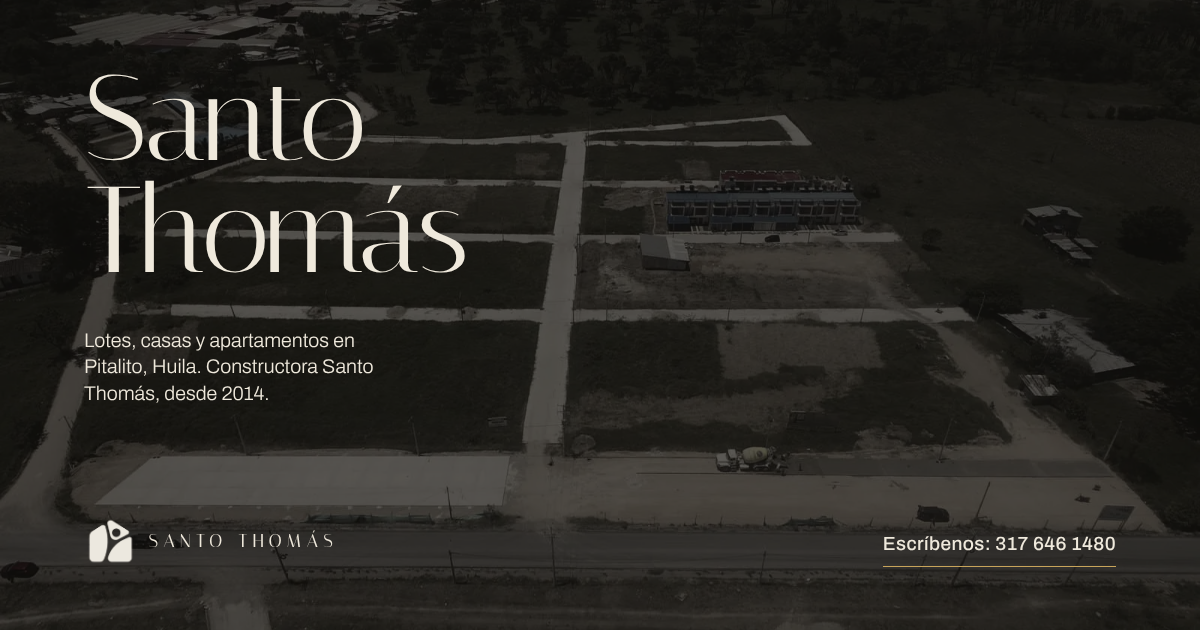 Santo
Thomás
Lotes, casas y apartamentos en
Pitalito, Huila. Constructora Santo
Thomás, desde 2014.
SANTO THOMÁS
Escríbenos: 317 646 1480